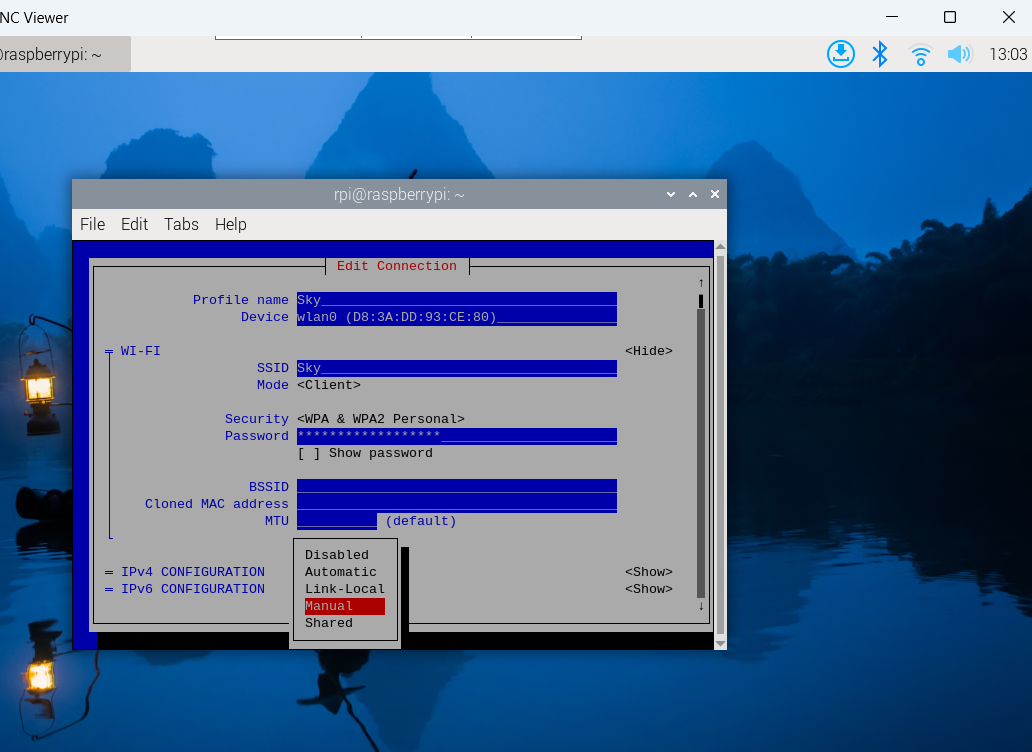 NC Viewer
@raspberrypi: ~
13:03
rpi@raspberrypi: ~
File Edit Tabs Help
Edit Connection
Profile name Sky
Device wlan0 (D8:3A:DD:93:CE:80)
WI-FI <Hide>
SSID Sky
Mode <Client>
Security <WPA & WPA2 Personal>
Password ******************
[ ] Show password
BSSID
Cloned MAC address
MTU (default)
Disabled
IPv4 CONFIGURATION Automatic <Show>
IPv6 CONFIGURATION Link-Local <Show>
Manual
Shared